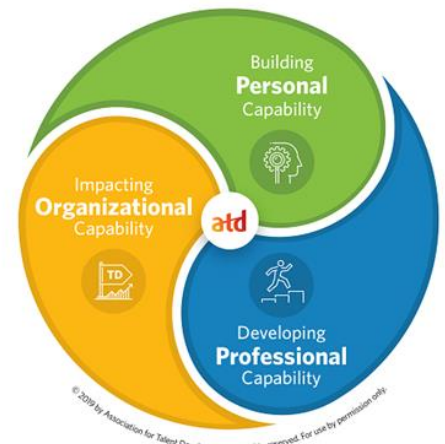 Building
Personal
Capability
Impacting
Organizational
Capability
TD
atd
Developing
Professional
Capability
© 2019 by Association for Talent served. For use by permission only.